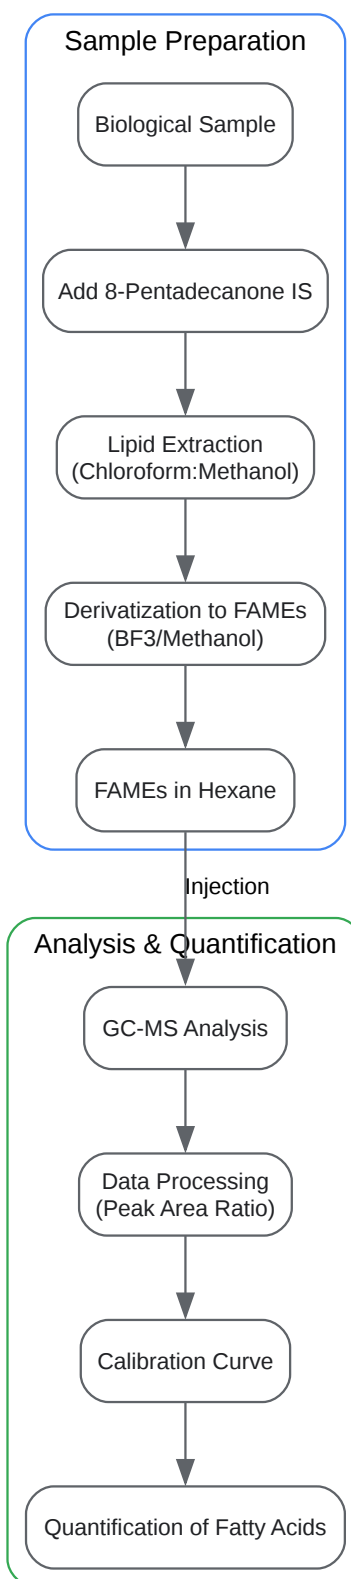 Sample Preparation
Biological Sample
Add 8-Pentadecanone IS
Lipid Extraction
(Chloroform:Methanol)
Derivatization to FAMEs
(BF3/Methanol)
FAMEs in Hexane
Injection
Analysis & Quantification
GC-MS Analysis
Data Processing
(Peak Area Ratio)
Calibration Curve
Quantification of Fatty Acids